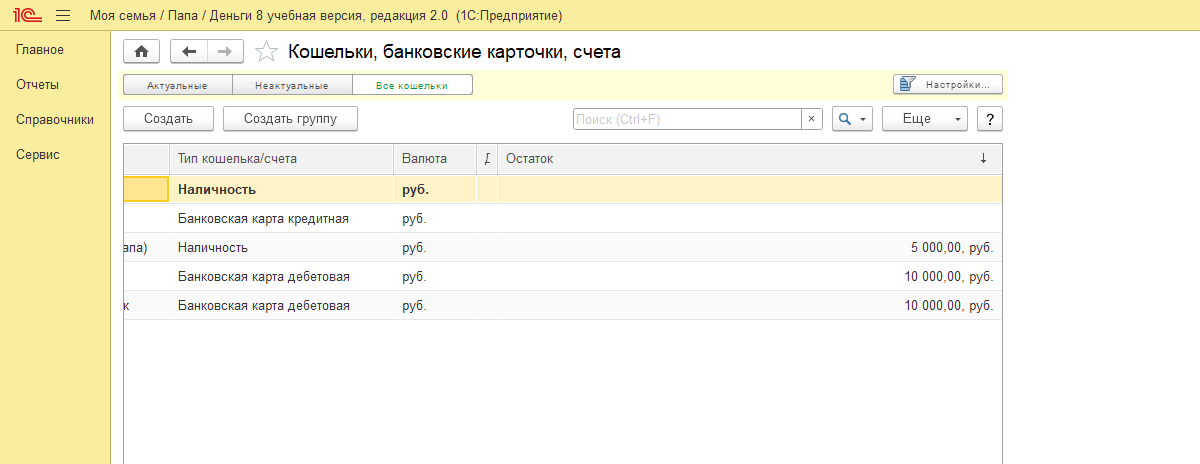 1С Моя семья / Папа / Деньги 8 учебная версия, редакция 2.0 (1С:Предприятие)
Главное
Отчеты
Справочники
Сервис
Кошельки, банковские карточки, счета
Актуальные Неактуальные Все кошельки Настройки...
Создать Создать группу Поиск (Ctrl+F) × Еще ?
Тип кошелька/счета Валюта Остаток ↓
Наличность руб.
Банковская карта кредитная руб.
апа) Наличность руб. 5 000,00, руб.
Банковская карта дебетовая руб. 10 000,00, руб.
к Банковская карта дебетовая руб. 10 000,00, руб.